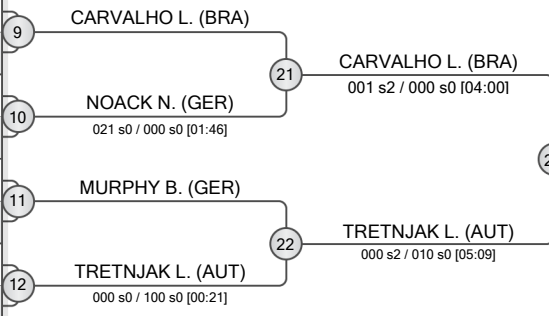 9
CARVALHO L. (BRA)
21
CARVALHO L. (BRA)
001 s2 / 000 s0 [04:00]
10
NOACK N. (GER)
021 s0 / 000 s0 [01:46]
11
MURPHY B. (GER)
22
TRETNJAK L. (AUT)
000 s2 / 010 s0 [05:09]
12
TRETNJAK L. (AUT)
000 s0 / 100 s0 [00:21]